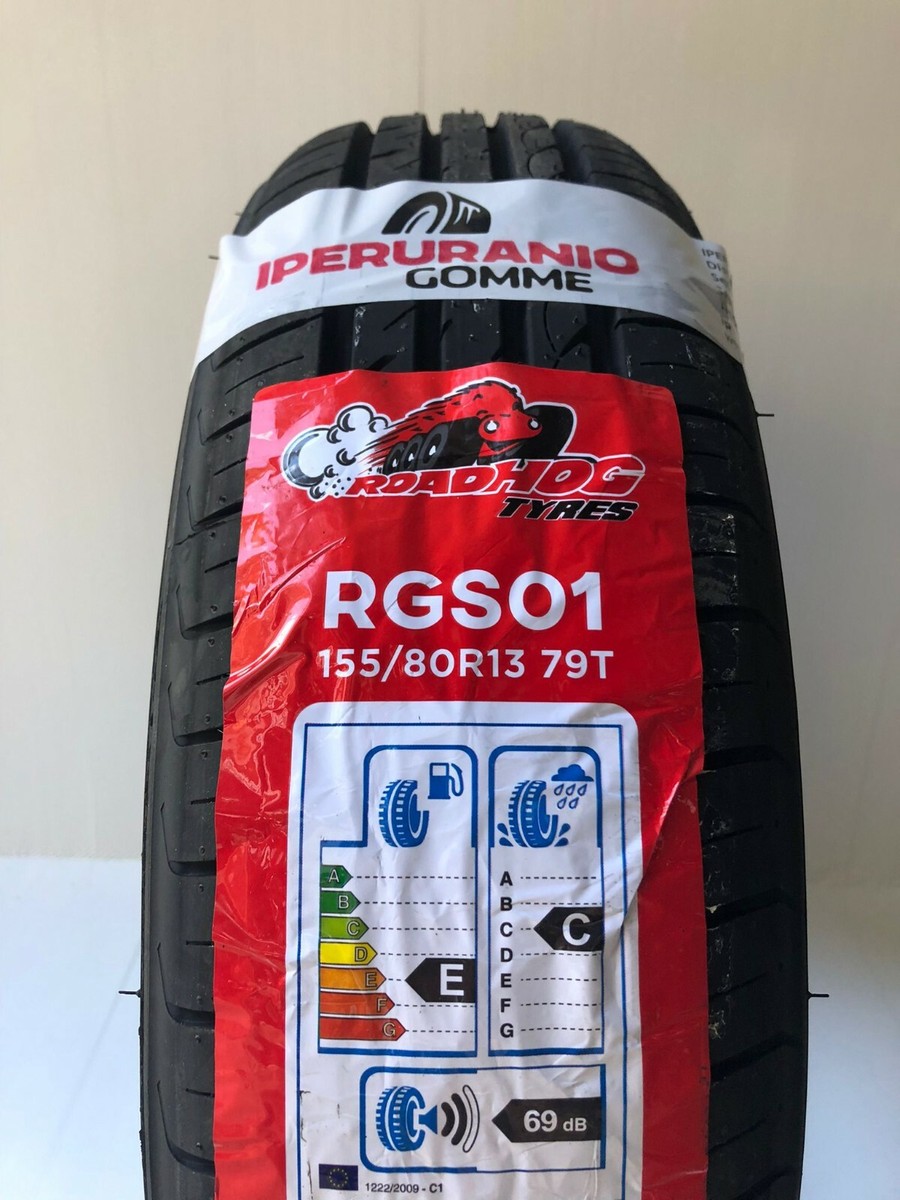 IPERURANIO
GOMME
ROADHOG
TYRES
RGS01
155/80R13 79T
A
B
C
D
E
F
G
E
A
B
C
D
E
F
G
C
69 dB
1222/2009 - C1